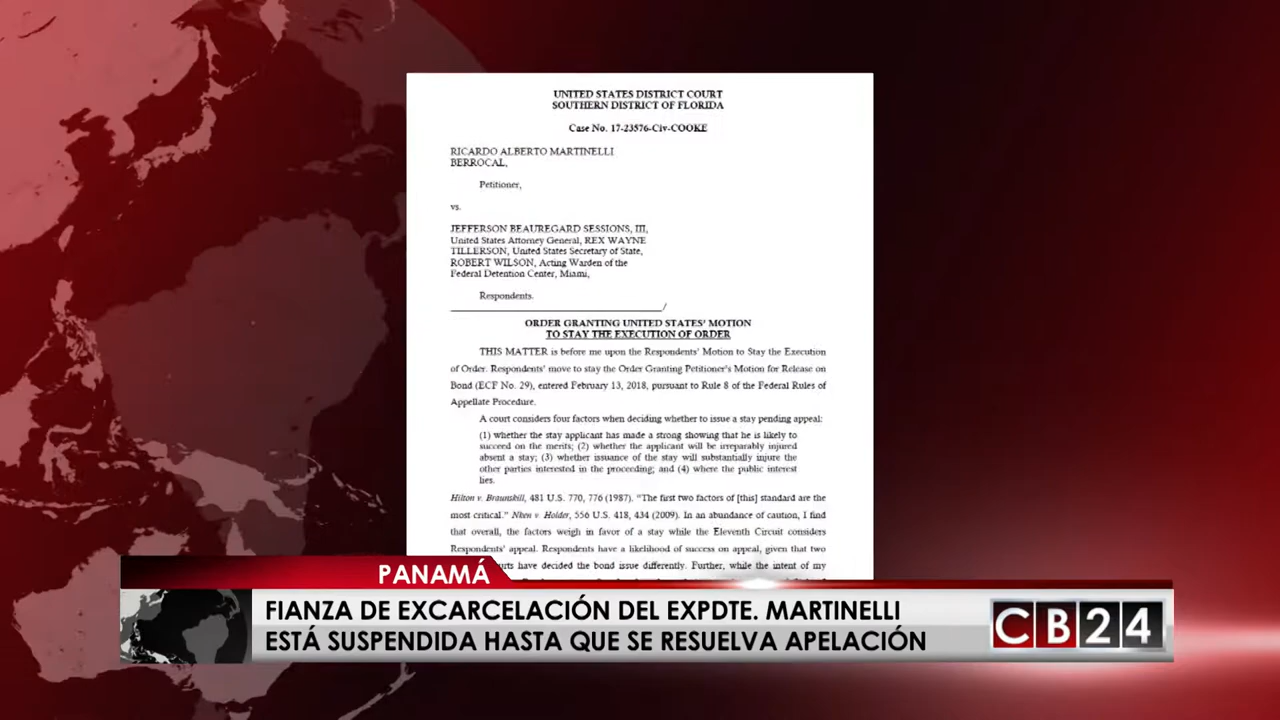 UNITED STATES DISTRICT COURT
SOUTHERN DISTRICT OF FLORIDA
Case No. 17-23576-Civ-COOKE
RICARDO ALBERTO MARTINELLI
BERROCAL,
Petitioner,
vs.
JEFFERSON BEAUREGARD SESSIONS, III,
United States Attorney General, REX WAYNE
TILLERSON, United States Secretary of State,
ROBERT WILSON, Acting Warden of the
Federal Detention Center, Miami,
Respondents.
/
ORDER GRANTING UNITED STATES' MOTION
TO STAY THE EXECUTION OF ORDER
THIS MATTER is before me upon the Respondents' Motion to Stay the Execution
of Order. Respondents' move to stay the Order Granting Petitioner's Motion for Release on
Bond (ECF No. 29), entered February 13, 2018, pursuant to Rule 8 of the Federal Rules of
Appellate Procedure.
A court considers four factors when deciding whether to issue a stay pending appeal:
(1) whether the stay applicant has made a strong showing that he is likely to
succeed on the merits; (2) whether the applicant will be irreparably injured
absent a stay; (3) whether issuance of the stay will substantially injure the
other parties interested in the proceeding; and (4) where the public interest
lies.
Hilton v. Braunskill, 481 U.S. 770, 776 (1987). "The first two factors of [this] standard are the
most critical." Nken v. Holder, 556 U.S. 418, 434 (2009). In an abundance of caution, I find
that overall, the factors weigh in favor of a stay while the Eleventh Circuit considers
Respondents' appeal. Respondents have a likelihood of success on appeal, given that two
have decided the bond issue differently. Further, while the intent of my
PANAMÁ
FIANZA DE EXCARCELACIÓN DEL EXPDTE. MARTINELLI
ESTÁ SUSPENDIDA HASTA QUE SE RESUELVA APELACIÓN
CB24